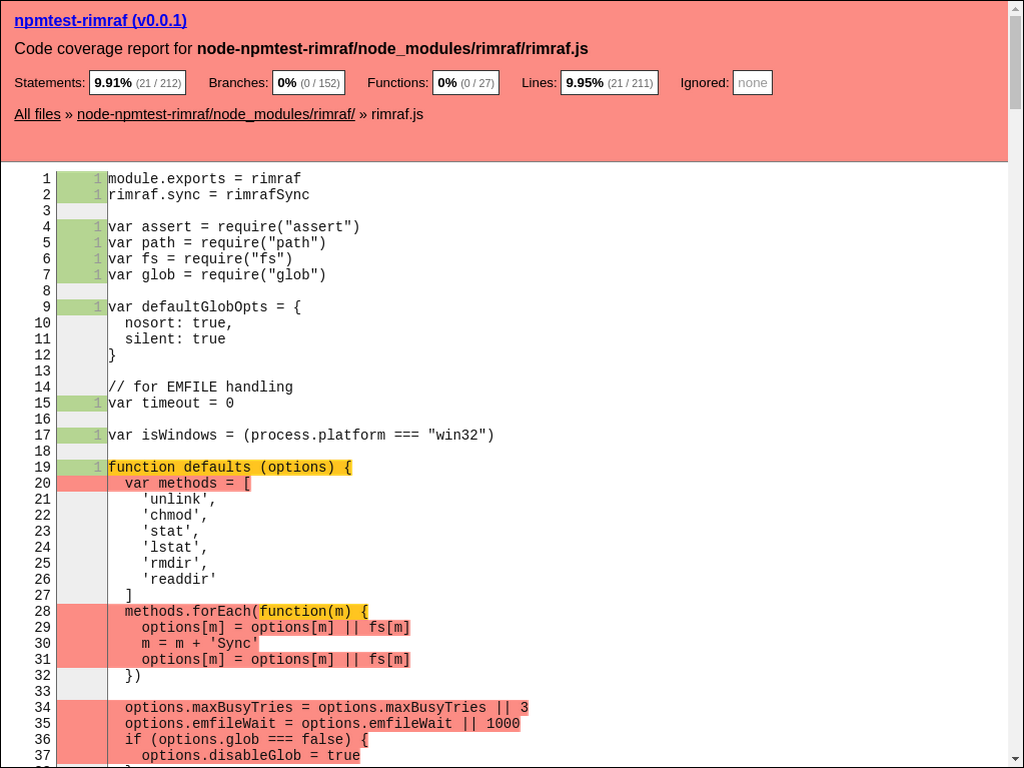 npmtest-rimraf (v0.0.1)
Code coverage report for node-npmtest-rimraf/node_modules/rimraf/rimraf.js
Statements: 9.91% (21 / 212) Branches: 0% (0 / 152) Functions: 0% (0 / 27) Lines: 9.95% (21 / 211) Ignored: none
All files » node-npmtest-rimraf/node_modules/rimraf/ » rimraf.js
1 1 module.exports = rimraf
2 1 rimraf.sync = rimrafSync
3
4 1 var assert = require("assert")
5 1 var path = require("path")
6 1 var fs = require("fs")
7 1 var glob = require("glob")
8
9 1 var defaultGlobOpts = {
10 nosort: true,
11 silent: true
12 }
13
14 // for EMFILE handling
15 1 var timeout = 0
16
17 1 var isWindows = (process.platform === "win32")
18
19 1 function defaults (options) {
20 var methods = [
21 'unlink',
22 'chmod',
23 'stat',
24 'lstat',
25 'rmdir',
26 'readdir'
27 ]
28 methods.forEach(function(m) {
29 options[m] = options[m] || fs[m]
30 m = m + 'Sync'
31 options[m] = options[m] || fs[m]
32 })
33
34 options.maxBusyTries = options.maxBusyTries || 3
35 options.emfileWait = options.emfileWait || 1000
36 if (options.glob === false) {
37 options.disableGlob = true